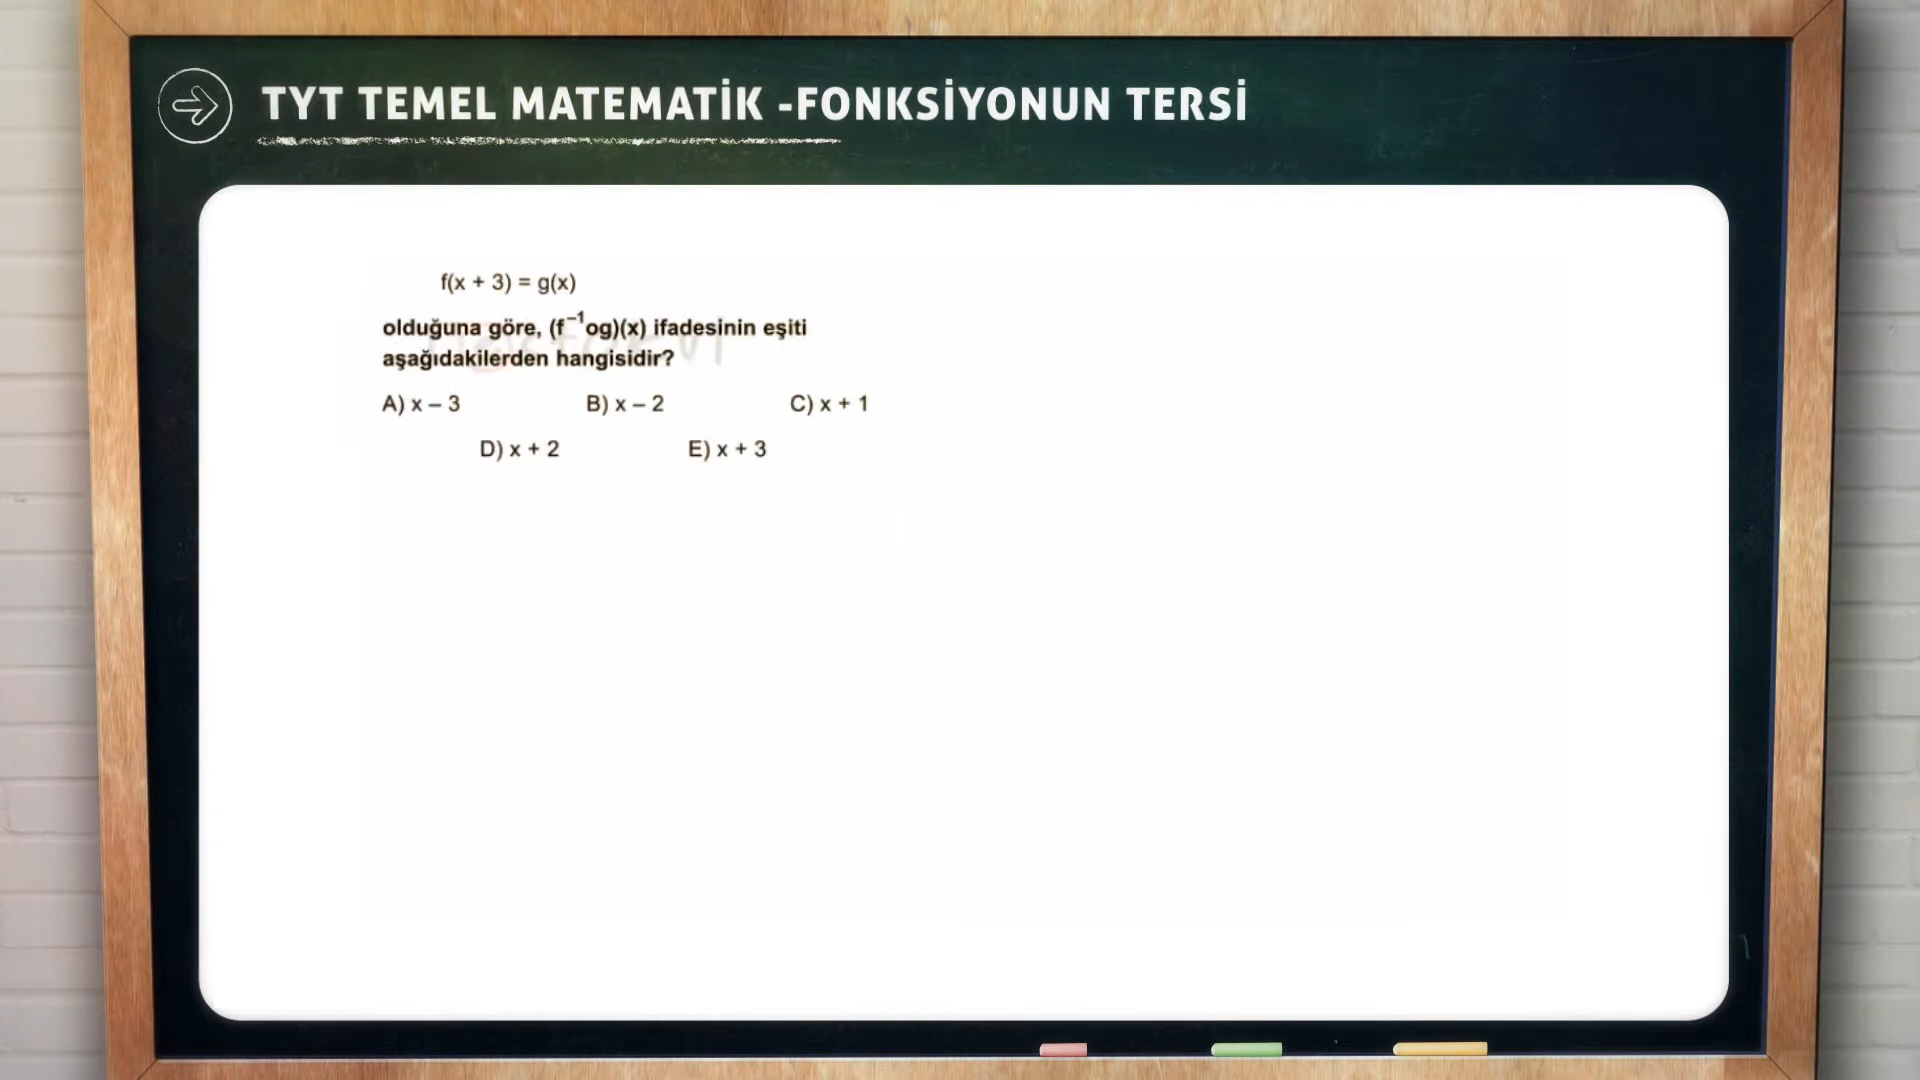 TYT TEMEL MATEMATİK -FONKSİYONUN TERSİ
f(x + 3) = g(x)
olduğuna göre, (f⁻¹og)(x) ifadesinin eşiti
aşağıdakilerden hangisidir?
A) x – 3 B) x – 2 C) x + 1
D) x + 2 E) x + 3